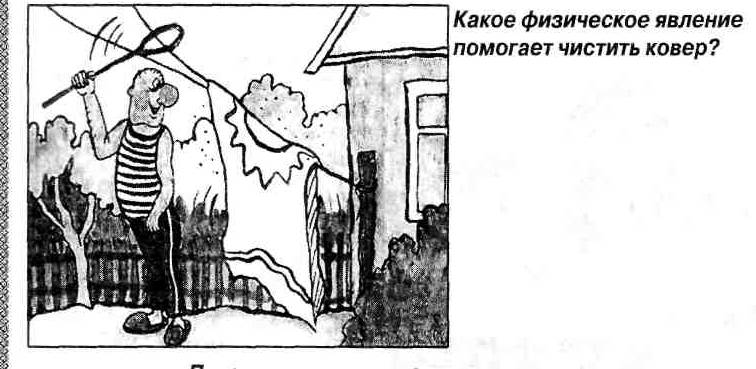 Какое физическое явление
помогает чистить ковер?